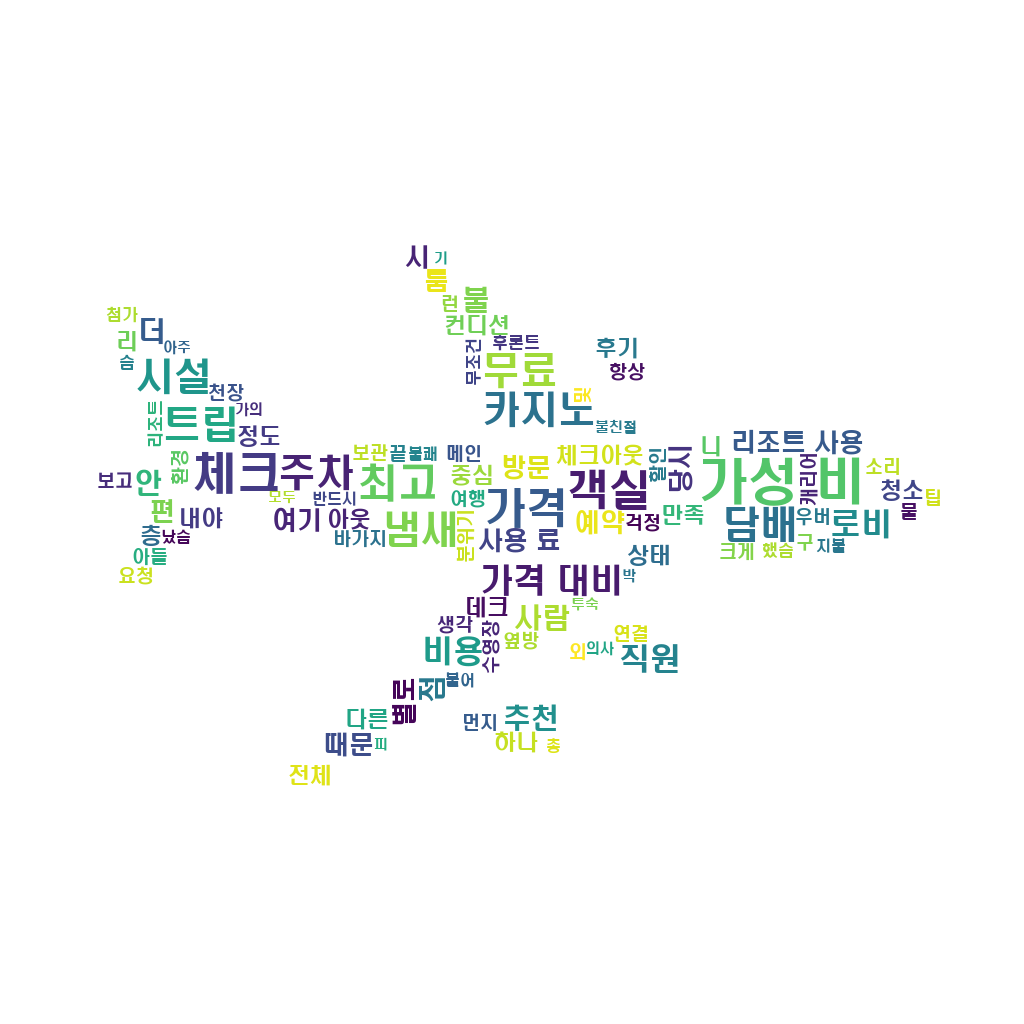 시 기
룸
런 불
첨가 컨디션
리 더 아주 무조건 후론트 후기
슴 시설 무료 항상
천장 카지노 및
리조트 트립 가의 불친절
정도 보관 끝 불쾌 메인 체크아웃 할인 당시 니 리조트 사용
환경 체크 주차 최고 중심 방문 객실 가성 비 캐리어 소리
보고 안 모두 반드시 여행 가격 청소 팁
편 여기 아웃 냄새 분위기 예약 걱정 만족 담배 우버 로비 물
층 났슴 내야 바가지 사용 료 크게 했슴 구 지불
아들 상태
요청 가격 대비 박
데크 사람 투숙
생각 수영장 옆방 연결
비용 외 의사 직원
별로 점 붙어
다른 먼지 추천
때문 피 하나 총
전체